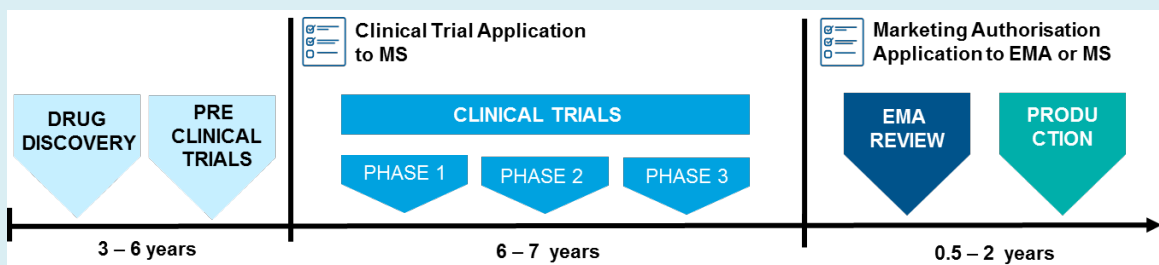 Clinical Trial Application
to MS
Marketing Authorisation
Application to EMA or MS
DRUG
DISCOVERY
PRE
CLINICAL
TRIALS
CLINICAL TRIALS
PHASE 1
PHASE 2
PHASE 3
EMA
REVIEW
PRODU
CTION
3 – 6 years
6 – 7 years
0.5 – 2 years